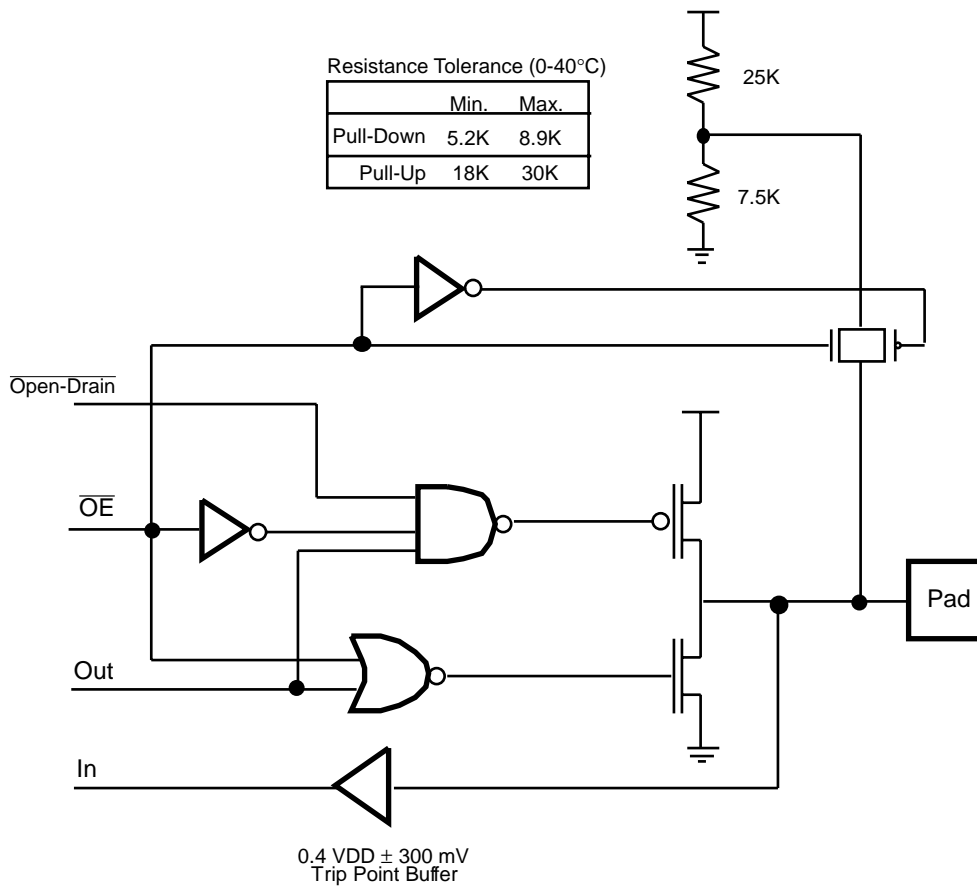 Resistance Tolerance (0-40°C)
Min. Max.
Pull-Down 5.2K 8.9K
Pull-Up 18K 30K
25K
7.5K
Open-Drain
OE
Out
In
Pad
0.4 VDD ± 300 mV
Trip Point Buffer